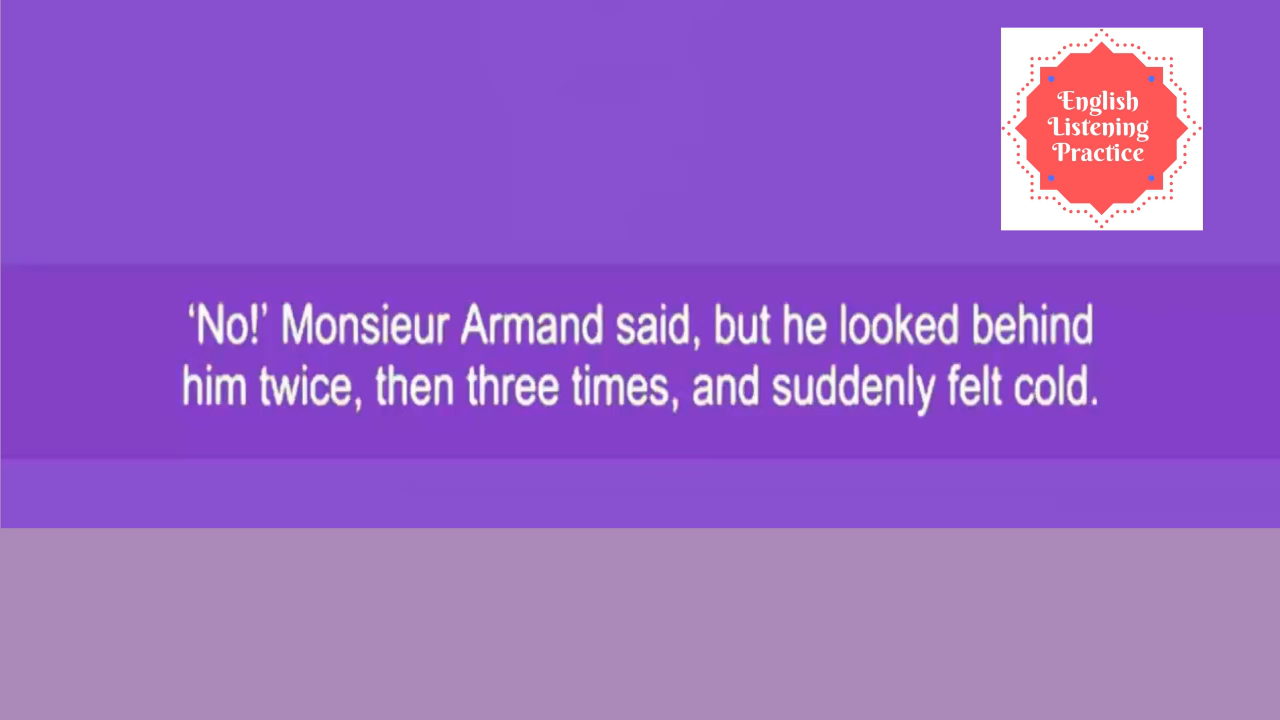 English
Listening
Practice
‘No!’ Monsieur Armand said, but he looked behind
him twice, then three times, and suddenly felt cold.